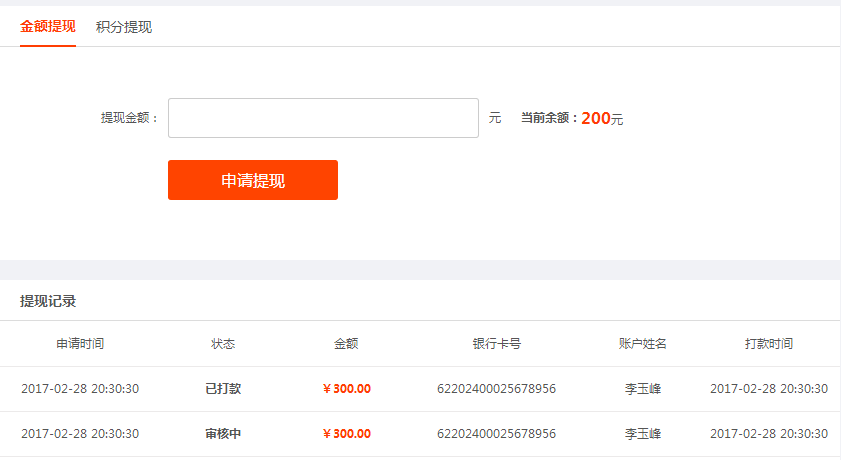 金额提现 积分提现
提现金额： 元 当前余额：200元
申请提现
提现记录
申请时间 状态 金额 银行卡号 账户姓名 打款时间
2017-02-28 20:30:30 已打款 ￥300.00 62202400025678956 李玉峰 2017-02-28 20:30:30
2017-02-28 20:30:30 审核中 ￥300.00 62202400025678956 李玉峰 2017-02-28 20:30:30